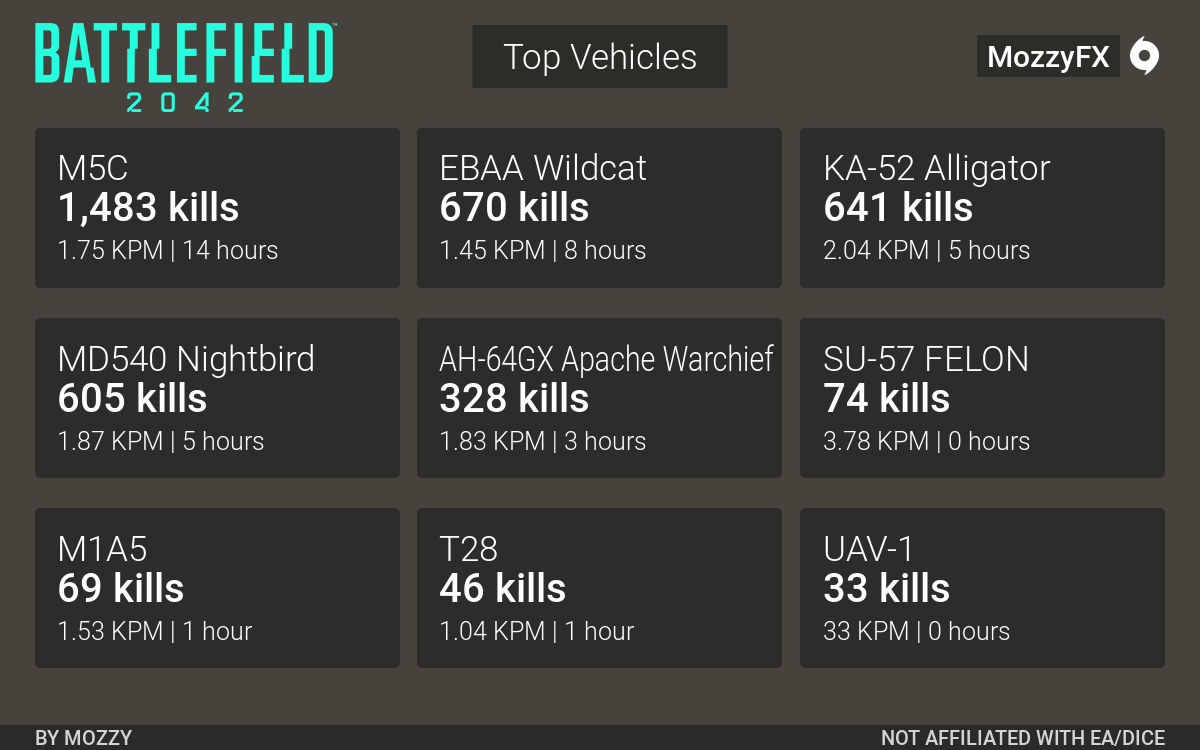 BATTLEFIELD™
2042
Top Vehicles
MozzyFX
M5C
1,483 kills
1.75 KPM | 14 hours
EBAA Wildcat
670 kills
1.45 KPM | 8 hours
KA-52 Alligator
641 kills
2.04 KPM | 5 hours
MD540 Nightbird
605 kills
1.87 KPM | 5 hours
AH-64GX Apache Warchief
328 kills
1.83 KPM | 3 hours
SU-57 FELON
74 kills
3.78 KPM | 0 hours
M1A5
69 kills
1.53 KPM | 1 hour
T28
46 kills
1.04 KPM | 1 hour
UAV-1
33 kills
33 KPM | 0 hours
BY MOZZY
NOT AFFILIATED WITH EA/DICE